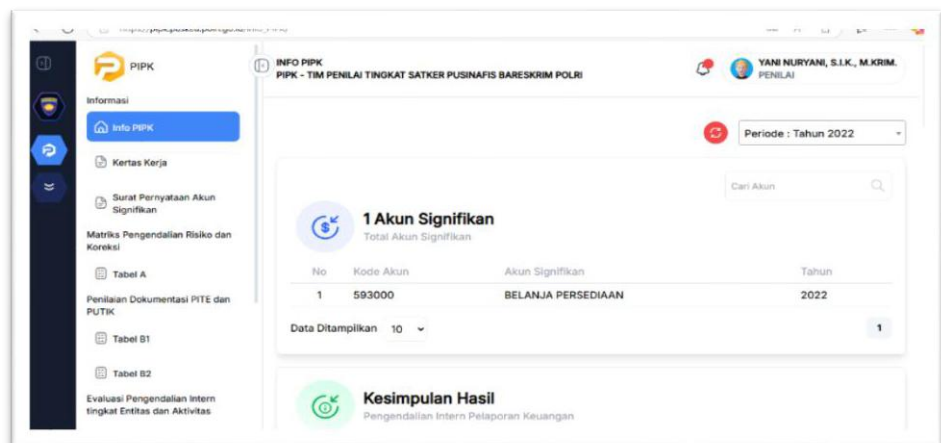 PIPK
Informasi
Info PIPK
Kertas Kerja
Surat Pernyataan Akun
Signifikan
Matriks Pengendalian Risiko dan
Koreksi
Tabel A
Penilaian Dokumentasi PITE dan
PUTIK
Tabel B1
Tabel B2
Evaluasi Pengendalian Intern
tingkat Entitas dan Aktivitas
INFO PIPK
PIPK - TIM PENILAI TINGKAT SATKER PUSINAFIS BARESKRIM POLRI
YANI NURYANI, S.I.K., M.KRIM.
PENILAI
Periode : Tahun 2022
Cari Akun
1 Akun Signifikan
Total Akun Signifikan
No Kode Akun Akun Signifikan Tahun
1 593000 BELANJA PERSEDIAAN 2022
Data Ditampilkan 10 1
Kesimpulan Hasil
Pengendalian Intern Pelaporan Keuangan